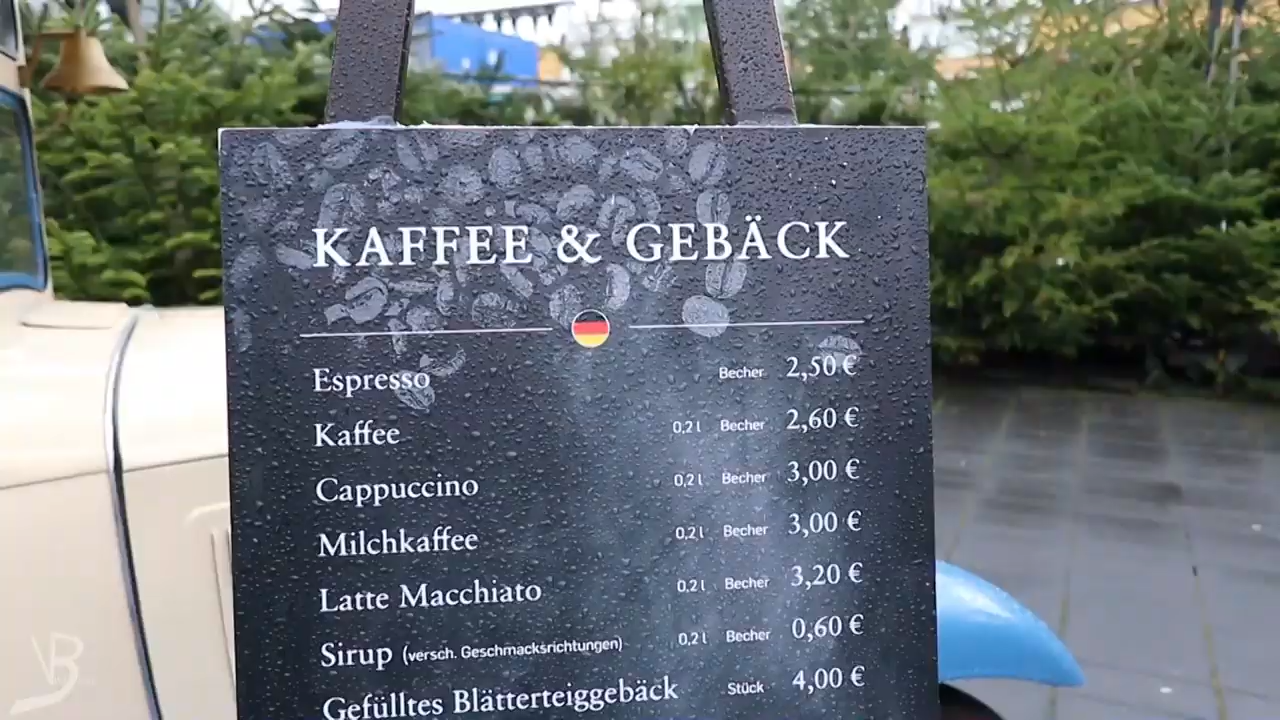 KAFFEE & GEBÄCK
Espresso Becher 2,50 €
Kaffee 0,2 l Becher 2,60 €
Cappuccino 0,2 l Becher 3,00 €
Milchkaffee 0,2 l Becher 3,00 €
Latte Macchiato 0,2 l Becher 3,20 €
Sirup (versch. Geschmacksrichtungen) 0,2 l Becher 0,60 €
Gefülltes Blätterteiggebäck Stück 4,00 €
VB